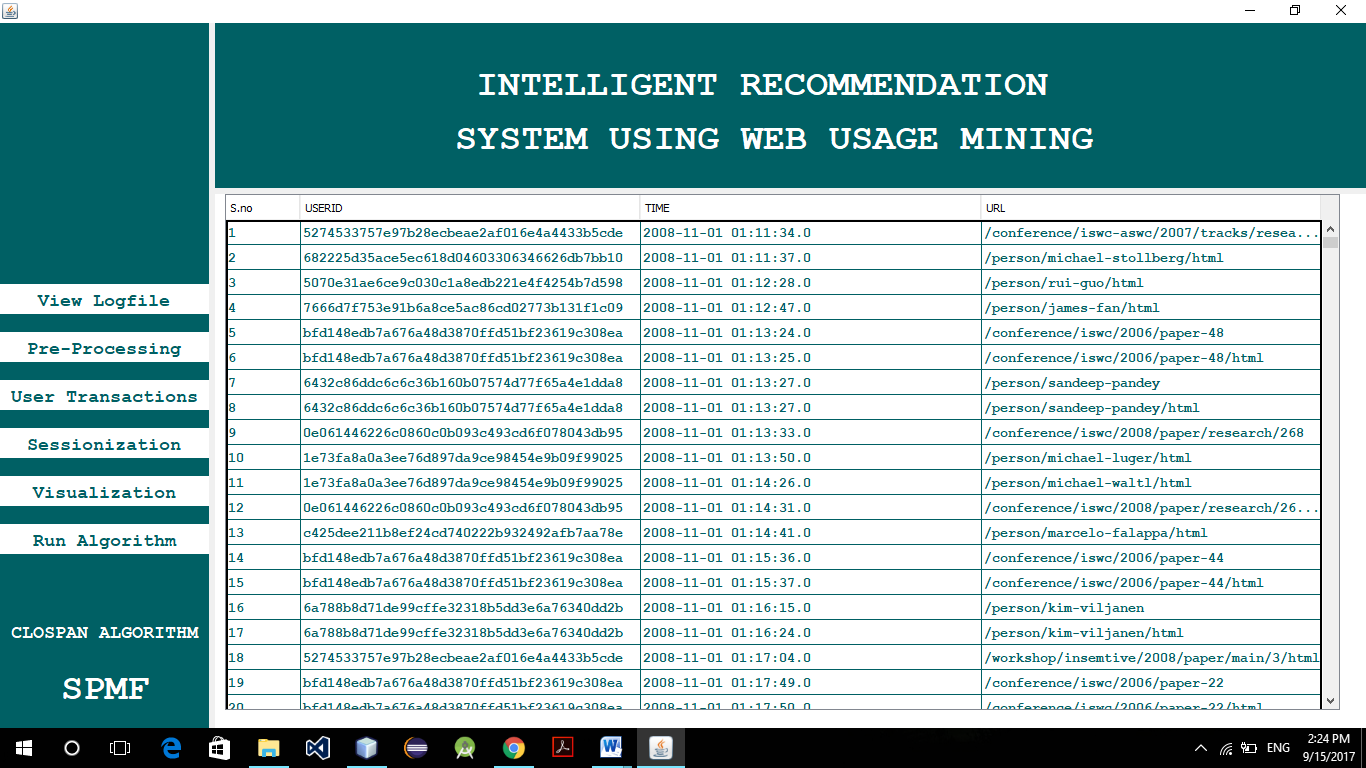 INTELLIGENT RECOMMENDATION
SYSTEM USING WEB USAGE MINING
View Logfile
Pre-Processing
User Transactions
Sessionization
Visualization
Run Algorithm
CLOSPAN ALGORITHM
SPMF
S.no USERID TIME URL
1 5274533757e97b28ecbeae2af016e4a4433b5cde 2008-11-01 01:11:34.0 /conference/iswc-aswc/2007/tracks/resea...
2 682225d35ace5ec618d04603306346626db7bb10 2008-11-01 01:11:37.0 /person/michael-stollberg/html
3 5070e31ae6ce9c030c1a8edb221e4f4254b7d598 2008-11-01 01:12:28.0 /person/rui-guo/html
4 7666d7f753e91b6a8ce5ac86cd02773b131f1c09 2008-11-01 01:12:47.0 /person/james-fan/html
5 bfd148edb7a676a48d3870ffd51bf23619c308ea 2008-11-01 01:13:24.0 /conference/iswc/2006/paper-48
6 bfd148edb7a676a48d3870ffd51bf23619c308ea 2008-11-01 01:13:25.0 /conference/iswc/2006/paper-48/html
7 6432c86ddc6c6c36b160b07574d77f65a4e1dda8 2008-11-01 01:13:27.0 /person/sandeep-pandey
8 6432c86ddc6c6c36b160b07574d77f65a4e1dda8 2008-11-01 01:13:27.0 /person/sandeep-pandey/html
9 0e061446226c0860c0b093c493cd6f078043db95 2008-11-01 01:13:33.0 /conference/iswc/2008/paper/research/268
10 1e73fa8a0a3ee76d897da9ce98454e9b09f99025 2008-11-01 01:13:50.0 /person/michael-luger/html
11 1e73fa8a0a3ee76d897da9ce98454e9b09f99025 2008-11-01 01:14:26.0 /person/michael-waltl/html
12 0e061446226c0860c0b093c493cd6f078043db95 2008-11-01 01:14:31.0 /conference/iswc/2008/paper/research/26...
13 c425dee211b8ef24cd740222b932492afb7aa78e 2008-11-01 01:14:41.0 /person/marcelo-falappa/html
14 bfd148edb7a676a48d3870ffd51bf23619c308ea 2008-11-01 01:15:36.0 /conference/iswc/2006/paper-44
15 bfd148edb7a676a48d3870ffd51bf23619c308ea 2008-11-01 01:15:37.0 /conference/iswc/2006/paper-44/html
16 6a788b8d71de99cffe32318b5dd3e6a76340dd2b 2008-11-01 01:16:15.0 /person/kim-viljanen
17 6a788b8d71de99cffe32318b5dd3e6a76340dd2b 2008-11-01 01:16:24.0 /person/kim-viljanen/html
18 5274533757e97b28ecbeae2af016e4a4433b5cde 2008-11-01 01:17:04.0 /workshop/insemtive/2008/paper/main/3/html
19 bfd148edb7a676a48d3870ffd51bf23619c308ea 2008-11-01 01:17:49.0 /conference/iswc/2006/paper-22
20 bfd148edb7a676a48d3870ffd51bf23619c308ea 2008-11-01 01:17:50.0 /conference/iswc/2006/paper-22/html
ENG
2:24 PM
9/15/2017